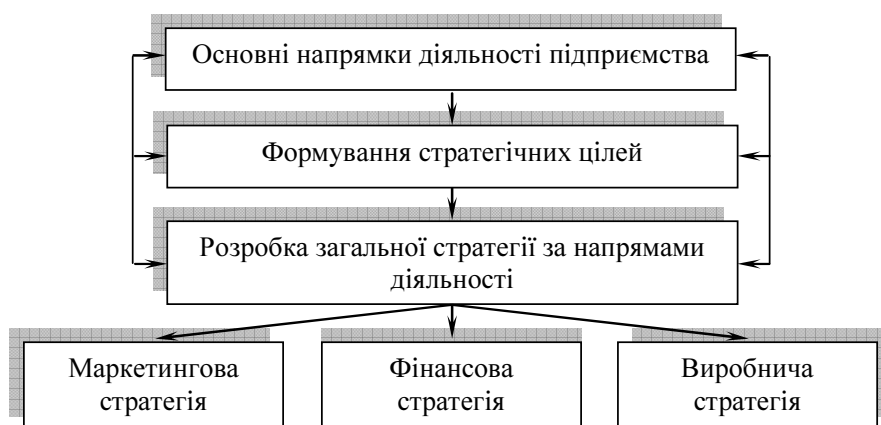 Основні напрямки діяльності підприємства
Формування стратегічних цілей
Розробка загальної стратегії за напрямами
діяльності
Маркетингова
стратегія
Фінансова
стратегія
Виробнича
стратегія